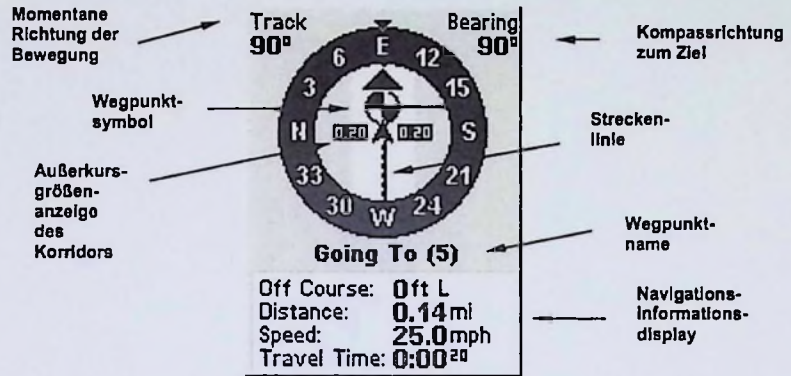 Momentane
Richtung der
Bewegung
Track
90°
Bearing
90°
Kompassrichtung
zum Ziel
E
12
15
S
21
24
W
30
33
N
3
6
Wegpunkt-
symbol
0.20
0.20
Strecken-
linie
Außerkurs-
größen-
anzeige
des
Korridors
Going To (5)
Wegpunkt-
name
Off Course: 0ft L
Distance: 0.14mi
Speed: 25.0mph
Travel Time: 0:00 20
Navigations-
informations-
display